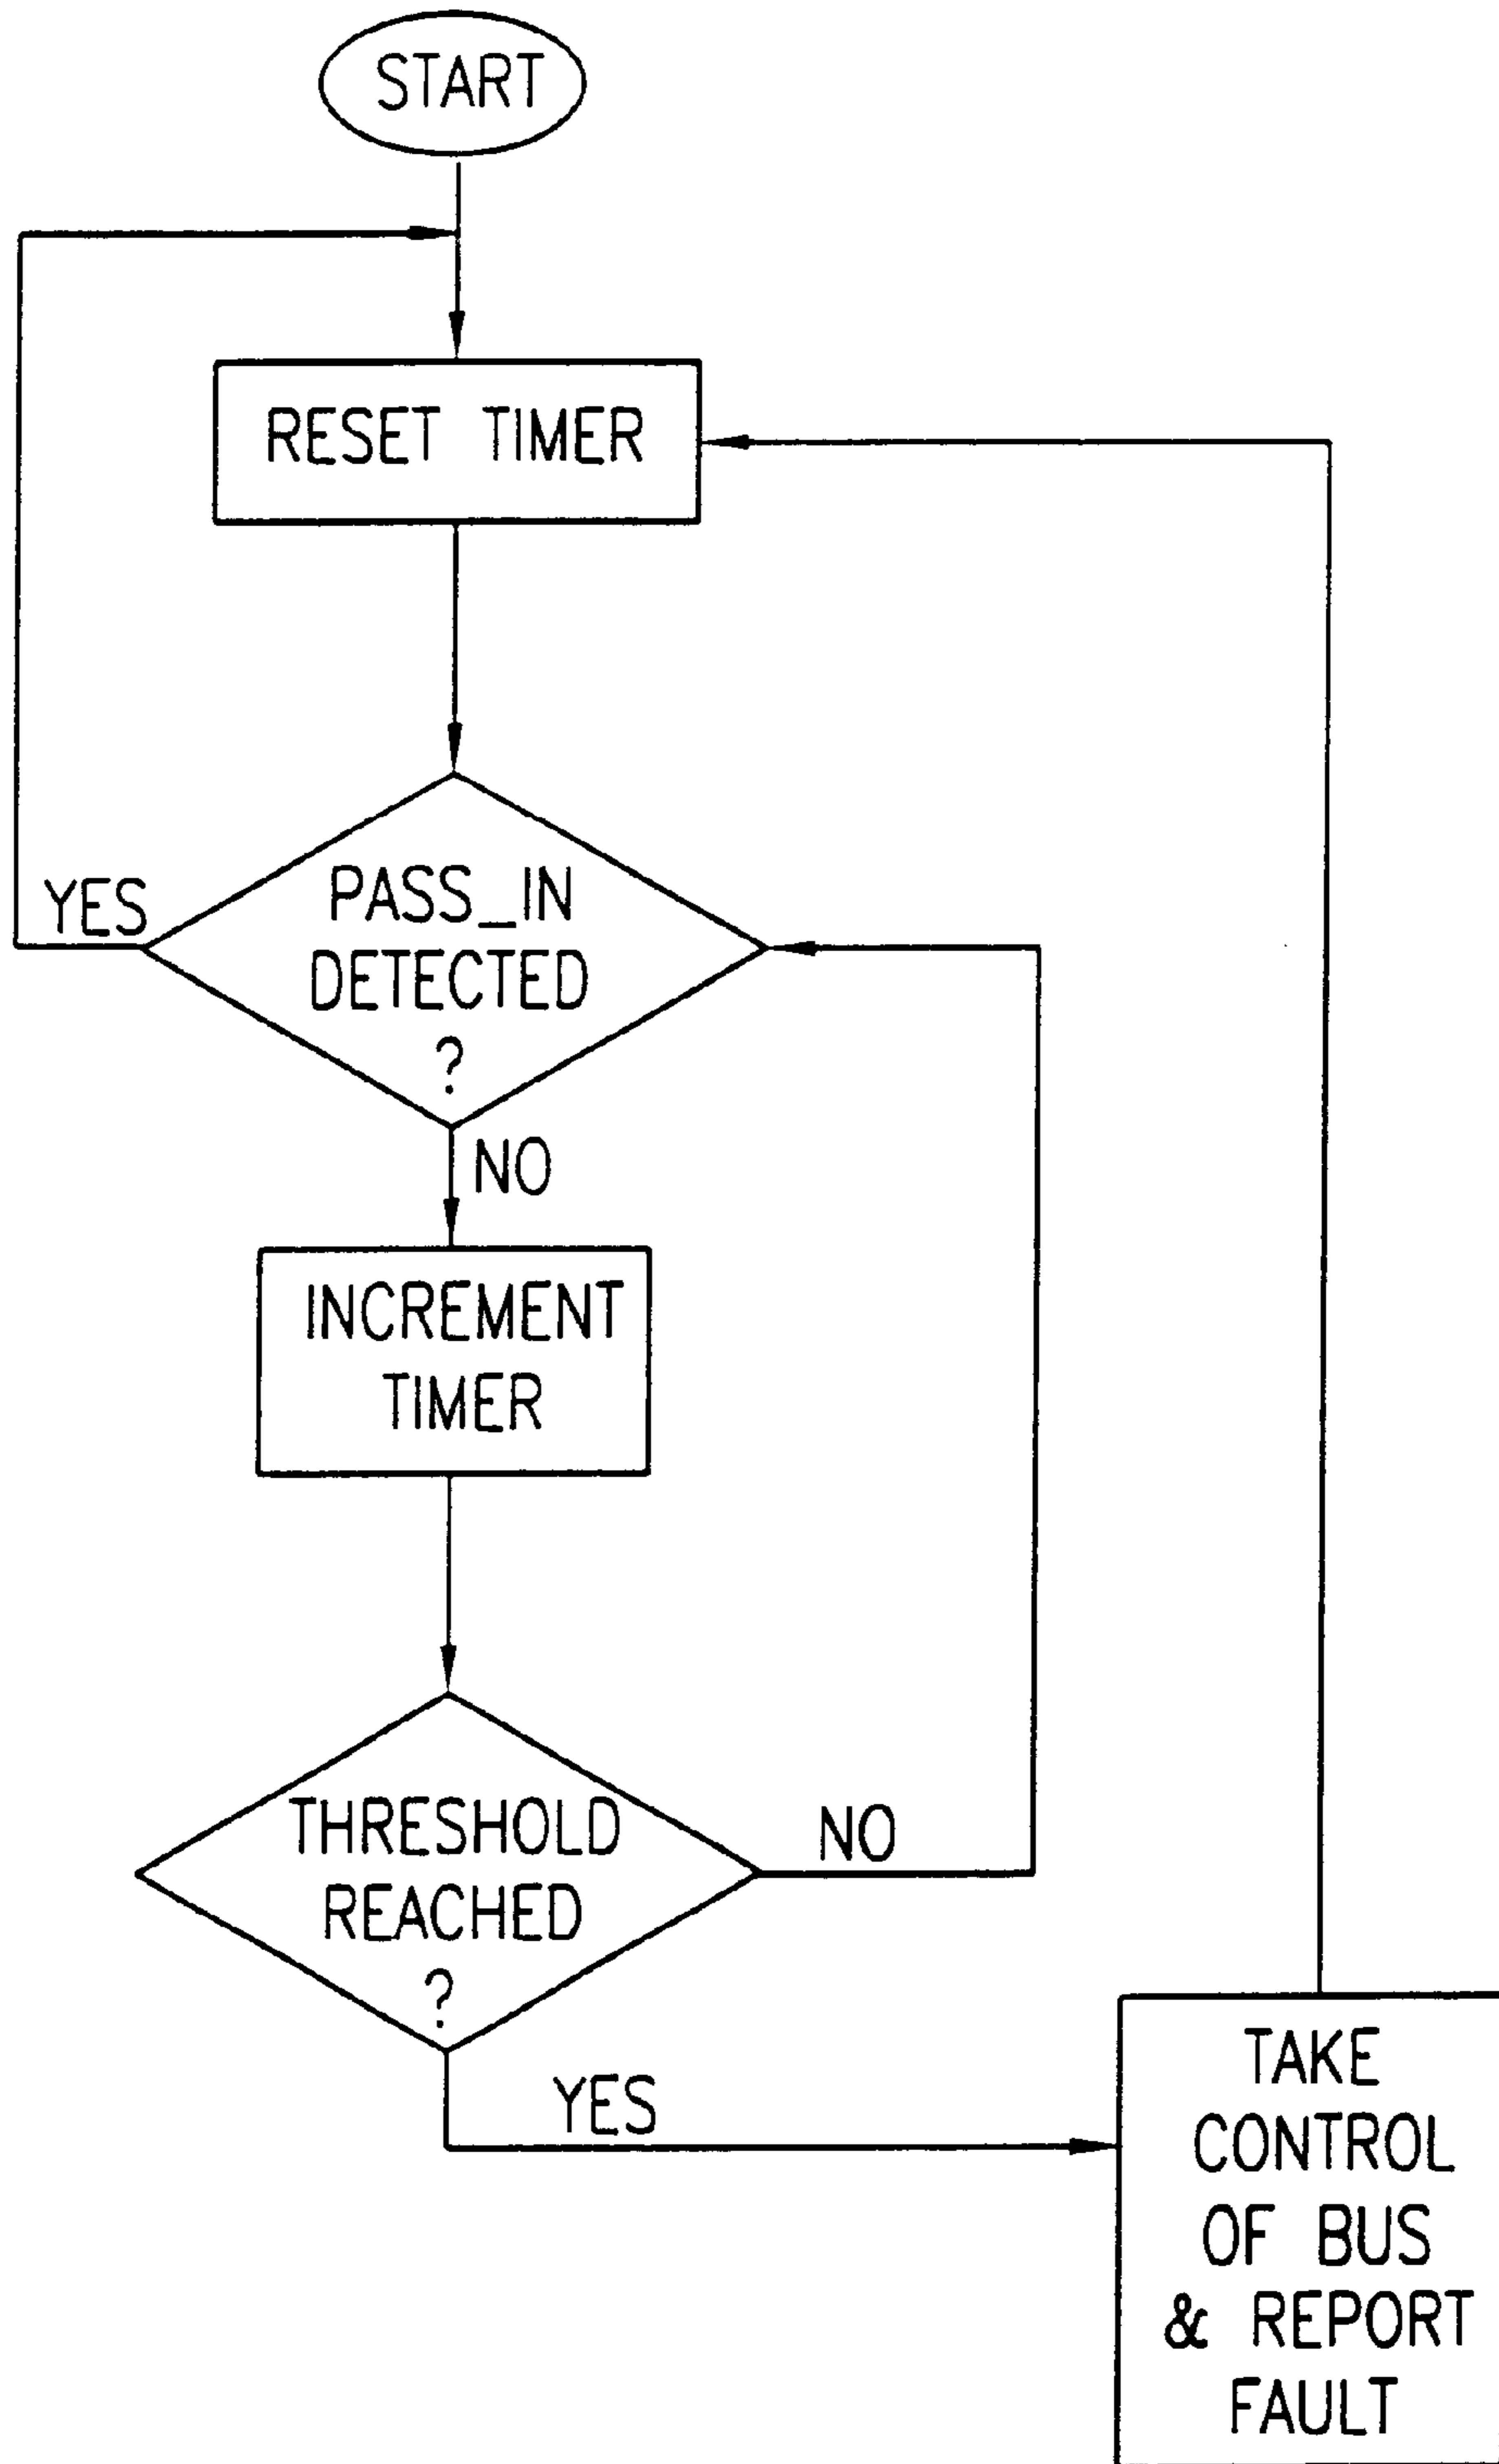 START
RESET TIMER
YES
PASS_IN
DETECTED
?
NO
INCREMENT
TIMER
THRESHOLD
REACHED
?
NO
YES
TAKE
CONTROL
OF BUS
& REPORT
FAULT